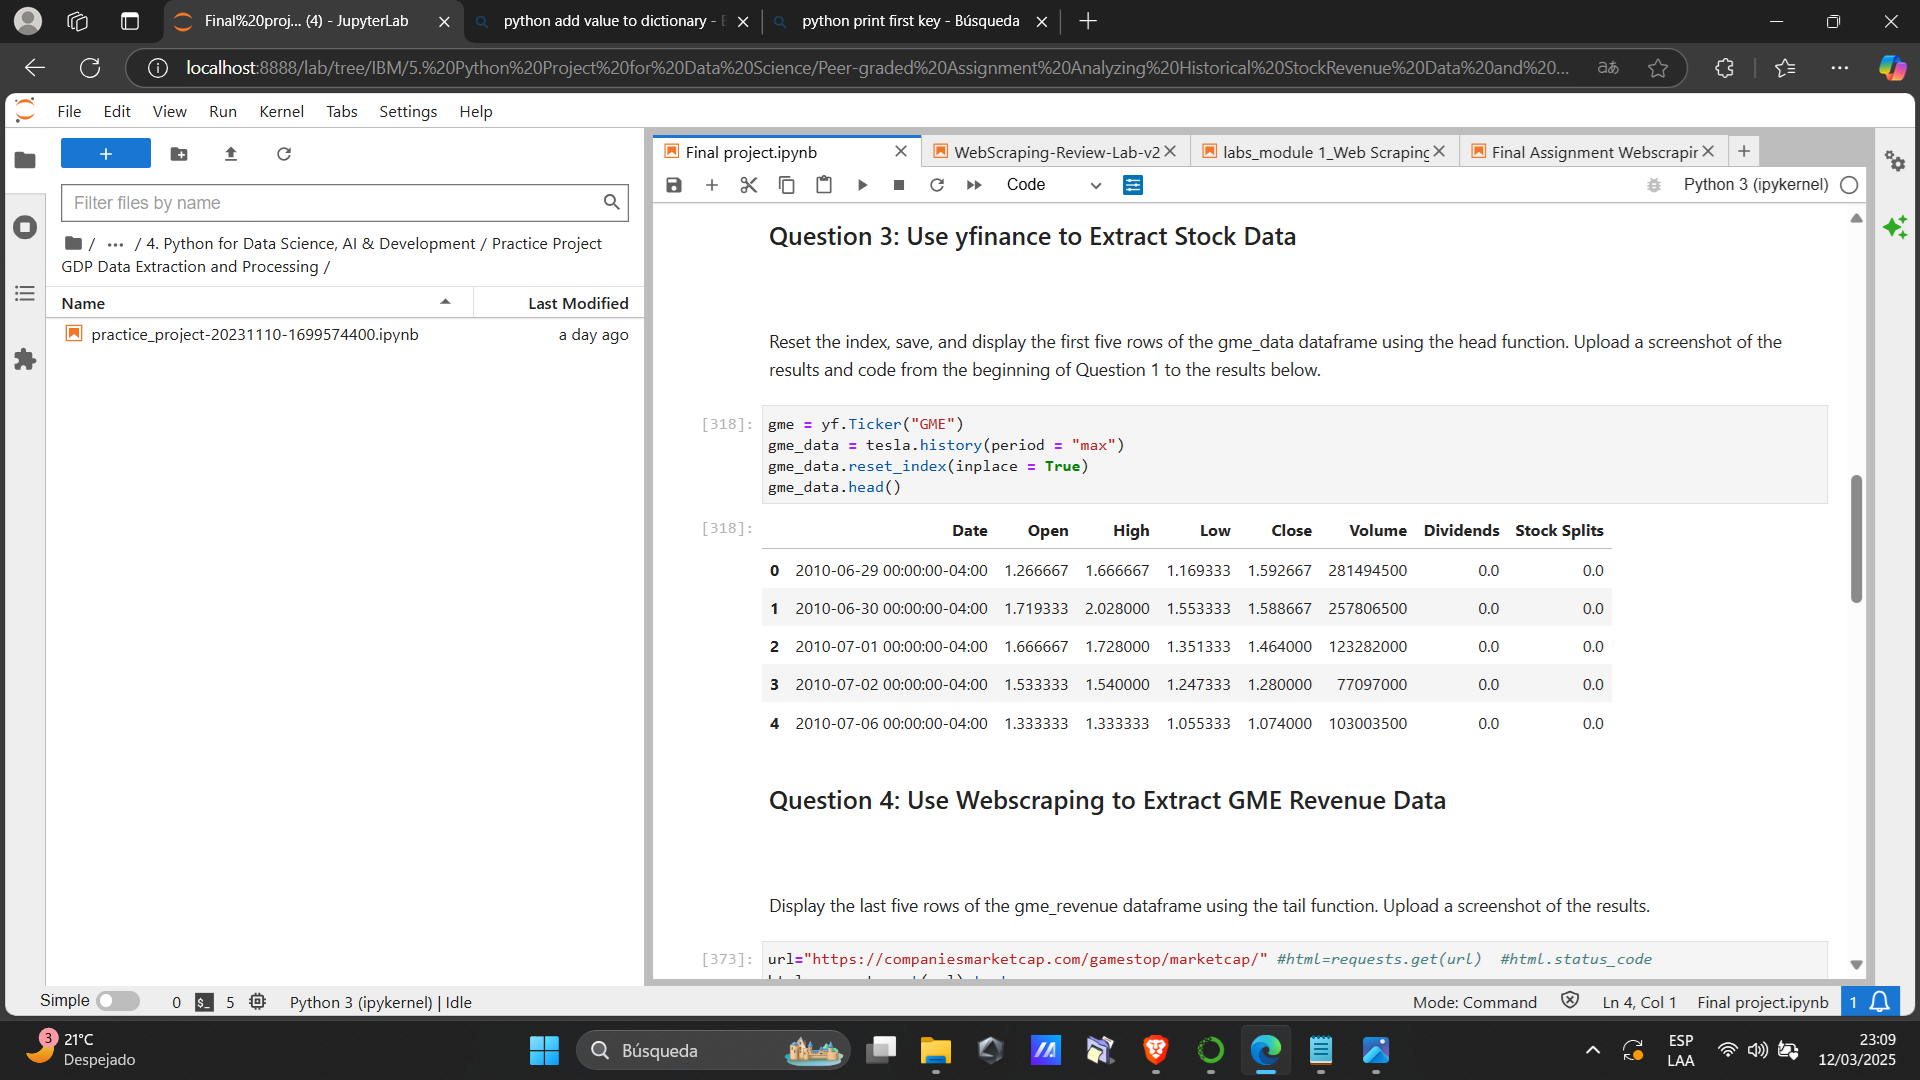 Final%20proj... (4) - JupyterLab
python add value to dictionary -
python print first key - Búsqueda
localhost:8888/lab/tree/IBM/5.%20Python%20Project%20for%20Data%20Science/Peer-graded%20Assignment%20Analyzing%20Historical%20StockRevenue%20Data%20and%20...
File Edit View Run Kernel Tabs Settings Help
Filter files by name
/ ... / 4. Python for Data Science, AI & Development / Practice Project
GDP Data Extraction and Processing /
Name Last Modified
practice_project-20231110-1699574400.ipynb a day ago
Final project.ipynb
WebScraping-Review-Lab-v2
labs_module 1_Web Scraping
Final Assignment Webscrapir
Code
Python 3 (ipykernel)
Question 3: Use yfinance to Extract Stock Data
Reset the index, save, and display the first five rows of the gme_data dataframe using the head function. Upload a screenshot of the
results and code from the beginning of Question 1 to the results below.
[318]: gme = yf.Ticker("GME")
gme_data = tesla.history(period = "max")
gme_data.reset_index(inplace = True)
gme_data.head()
[318]: Date Open High Low Close Volume Dividends Stock Splits
0 2010-06-29 00:00:00-04:00 1.266667 1.666667 1.169333 1.592667 281494500 0.0 0.0
1 2010-06-30 00:00:00-04:00 1.719333 2.028000 1.553333 1.588667 257806500 0.0 0.0
2 2010-07-01 00:00:00-04:00 1.666667 1.728000 1.351333 1.464000 123282000 0.0 0.0
3 2010-07-02 00:00:00-04:00 1.533333 1.540000 1.247333 1.280000 77097000 0.0 0.0
4 2010-07-06 00:00:00-04:00 1.333333 1.333333 1.055333 1.074000 103003500 0.0 0.0
Question 4: Use Webscraping to Extract GME Revenue Data
Display the last five rows of the gme_revenue dataframe using the tail function. Upload a screenshot of the results.
[373]: url="https://companiesmarketcap.com/gamestop/marketcap/" #html=requests.get(url) #html.status_code
Simple 0 $_ 5 Python 3 (ipykernel) | Idle
Mode: Command Ln 4, Col 1 Final project.ipynb 1
3 21°C
Despejado
Búsqueda
ESP
LAA
23:09
12/03/2025